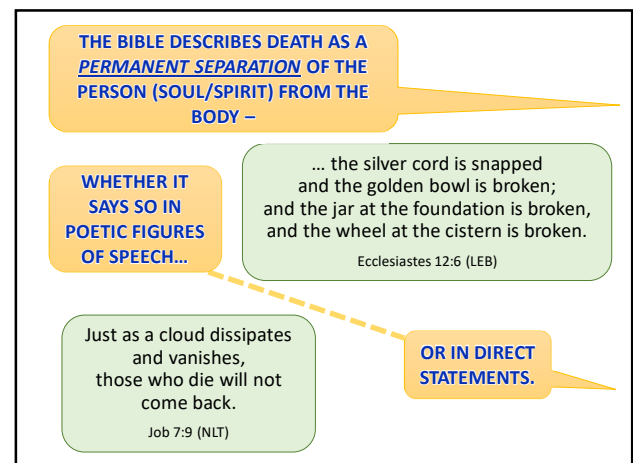 THE BIBLE DESCRIBES DEATH AS A
PERMANENT SEPARATION OF THE
PERSON (SOUL/SPIRIT) FROM THE
BODY –
WHETHER IT
SAYS SO IN
POETIC FIGURES
OF SPEECH…
… the silver cord is snapped
and the golden bowl is broken;
and the jar at the foundation is broken,
and the wheel at the cistern is broken.
Ecclesiastes 12:6 (LEB)
Just as a cloud dissipates
and vanishes,
those who die will not
come back.
Job 7:9 (NLT)
OR IN DIRECT
STATEMENTS.